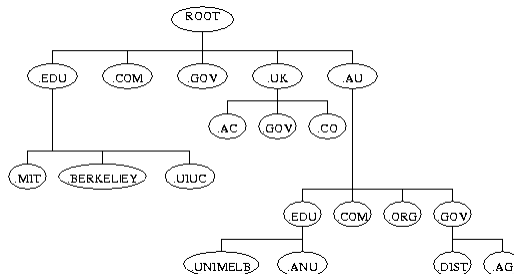 ROOT
.EDU .COM .GOV .UK .AU
.AC .GOV .CO
.MIT .BERKELEY .UIUC
.EDU .COM .ORG .GOV
.UNIMELB .ANU .DIST .AG